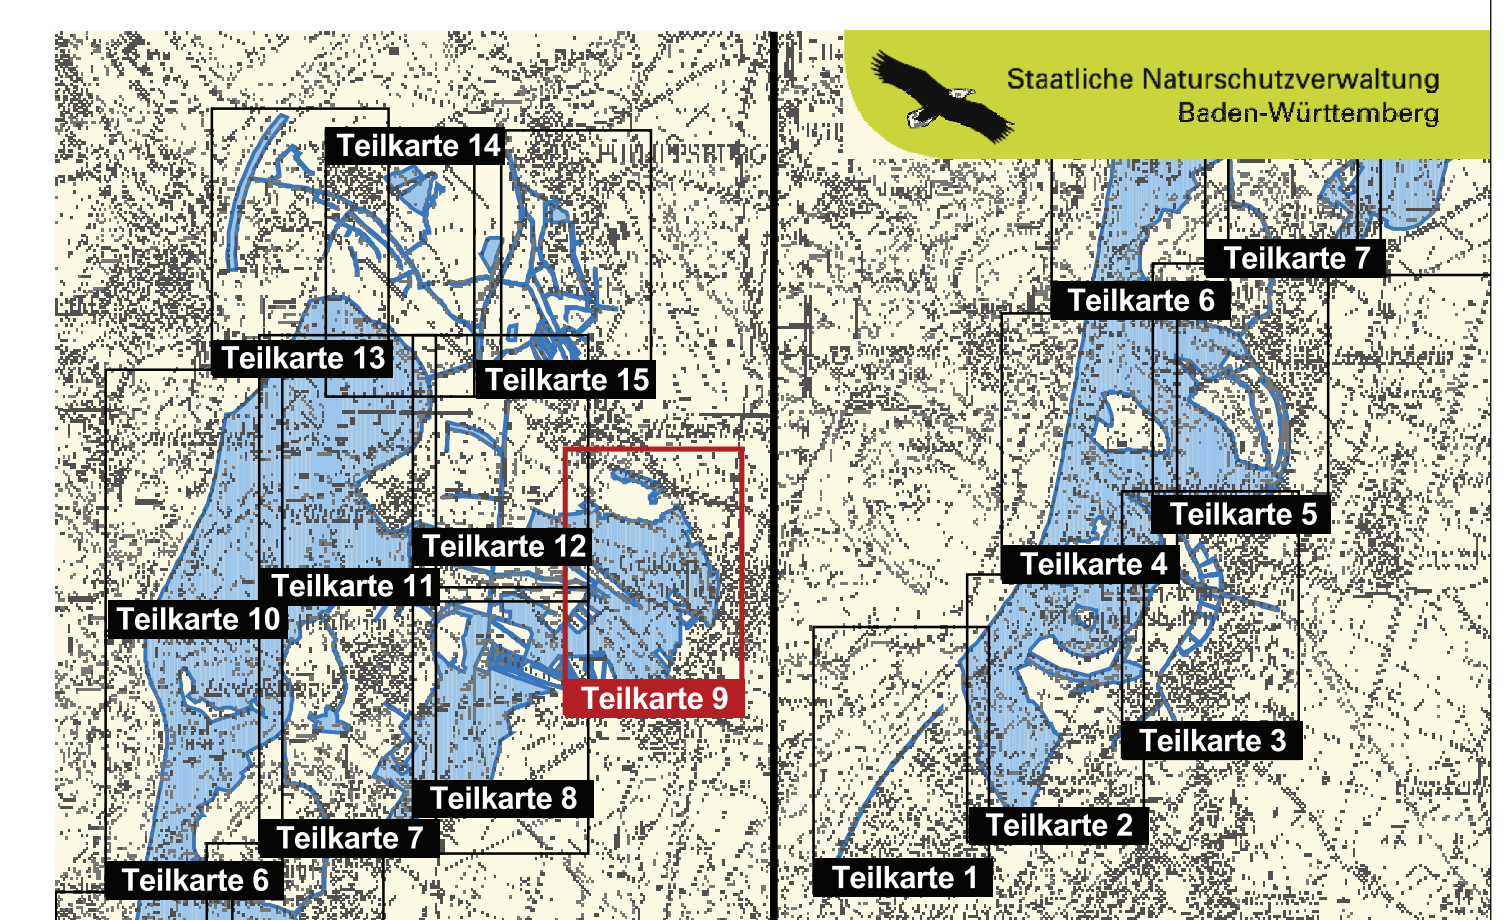 Staatliche Naturschutzverwaltung
Baden-Württemberg
Teilkarte 14
Teilkarte 13
Teilkarte 15
Teilkarte 12
Teilkarte 11
Teilkarte 10
Teilkarte 9
Teilkarte 8
Teilkarte 7
Teilkarte 6
Teilkarte 7
Teilkarte 6
Teilkarte 5
Teilkarte 4
Teilkarte 3
Teilkarte 2
Teilkarte 1